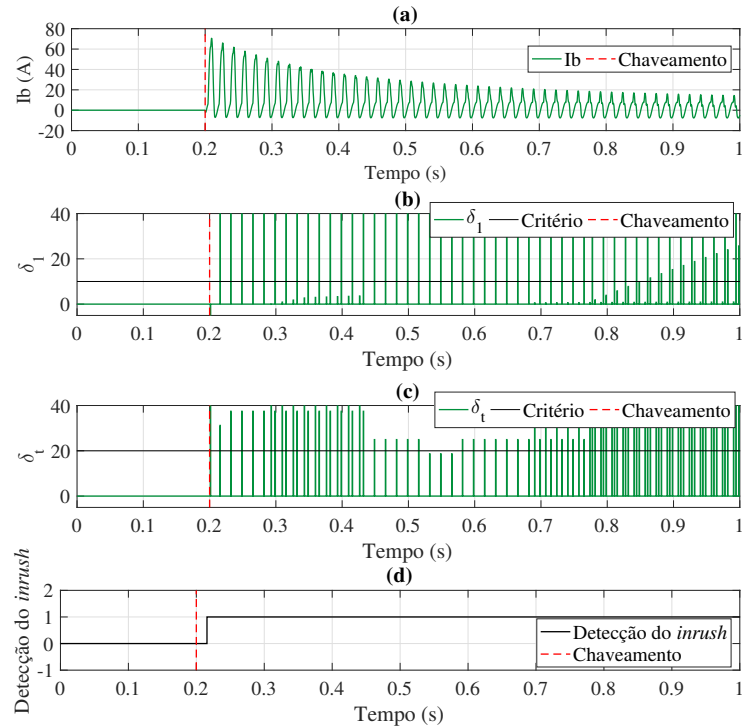 (a)
80
60
40
20
0
-20
Ib (A)
Ib
Chaveamento
0 0.1 0.2 0.3 0.4 0.5 0.6 0.7 0.8 0.9 1
Tempo (s)
(b)
40
20
0
δ1
δ1
Critério
Chaveamento
0 0.1 0.2 0.3 0.4 0.5 0.6 0.7 0.8 0.9 1
Tempo (s)
(c)
40
20
0
δt
δt
Critério
Chaveamento
0 0.1 0.2 0.3 0.4 0.5 0.6 0.7 0.8 0.9 1
Tempo (s)
(d)
2
1
0
-1
Detecção do inrush
Detecção do inrush
Chaveamento
0 0.1 0.2 0.3 0.4 0.5 0.6 0.7 0.8 0.9 1
Tempo (s)